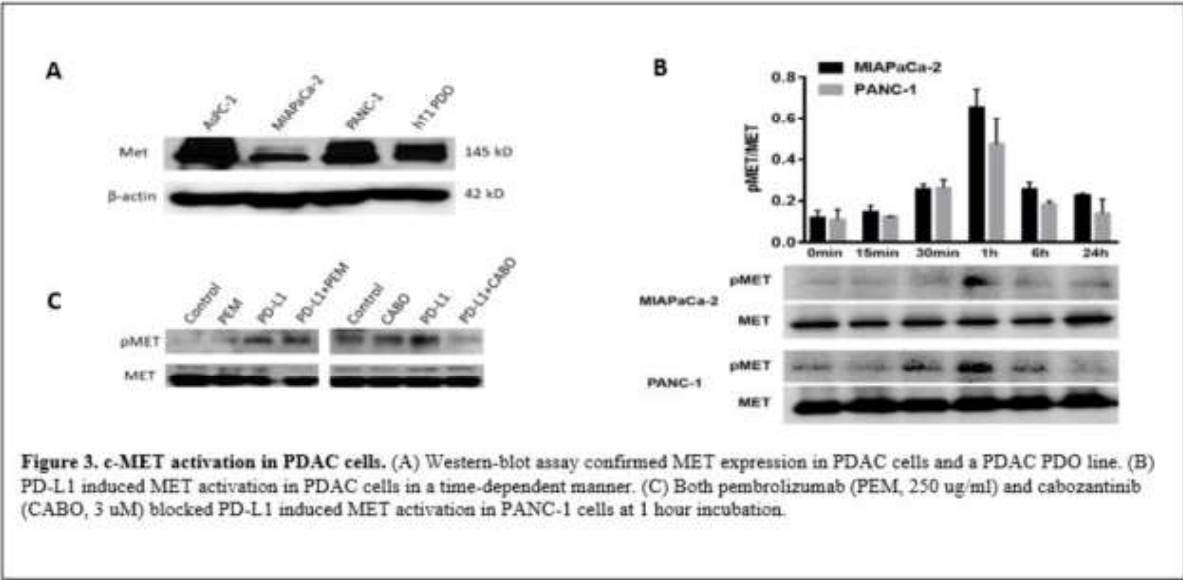 A
AsPC-1
MIAPaCa-2
PANC-1
hT1 PDO
Met
145 kD
β-actin
42 kD
B
MIAPaCa-2
PANC-1
pMET/MET
0.8
0.6
0.4
0.2
0.0
0min 15min 30min 1h 6h 24h
pMET
MIAPaCa-2
MET
pMET
PANC-1
MET
C
Control
PEM
PD-L1
PD-L1+PEM
Control
CABO
PD-L1
PD-L1+CABO
pMET
MET
Figure 3. c-MET activation in PDAC cells. (A) Western-blot assay confirmed MET expression in PDAC cells and a PDAC PDO line. (B)
PD-L1 induced MET activation in PDAC cells in a time-dependent manner. (C) Both pembrolizumab (PEM, 250 ug/ml) and cabozantinib
(CABO, 3 uM) blocked PD-L1 induced MET activation in PANC-1 cells at 1 hour incubation.